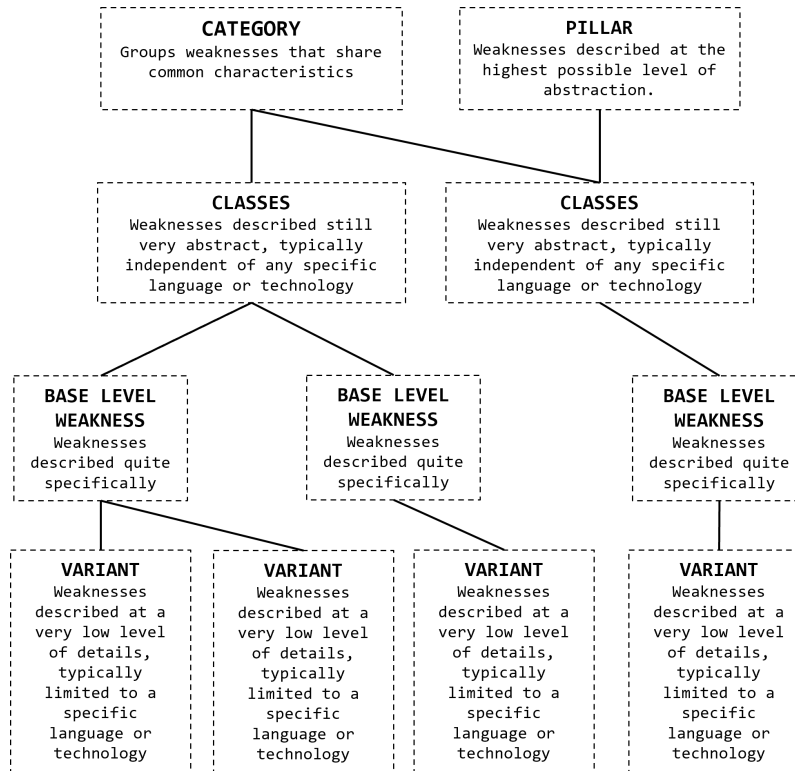 CATEGORY
Groups weaknesses that share
common characteristics
PILLAR
Weaknesses described at the
highest possible level of
abstraction.
CLASSES
Weaknesses described still
very abstract, typically
independent of any specific
language or technology
CLASSES
Weaknesses described still
very abstract, typically
independent of any specific
language or technology
BASE LEVEL
WEAKNESS
Weaknesses
described quite
specifically
BASE LEVEL
WEAKNESS
Weaknesses
described quite
specifically
BASE LEVEL
WEAKNESS
Weaknesses
described quite
specifically
VARIANT
Weaknesses
described at a
very low level
of details,
typically
limited to a
specific
language or
technology
VARIANT
Weaknesses
described at a
very low level
of details,
typically
limited to a
specific
language or
technology
VARIANT
Weaknesses
described at a
very low level
of details,
typically
limited to a
specific
language or
technology
VARIANT
Weaknesses
described at a
very low level
of details,
typically
limited to a
specific
language or
technology